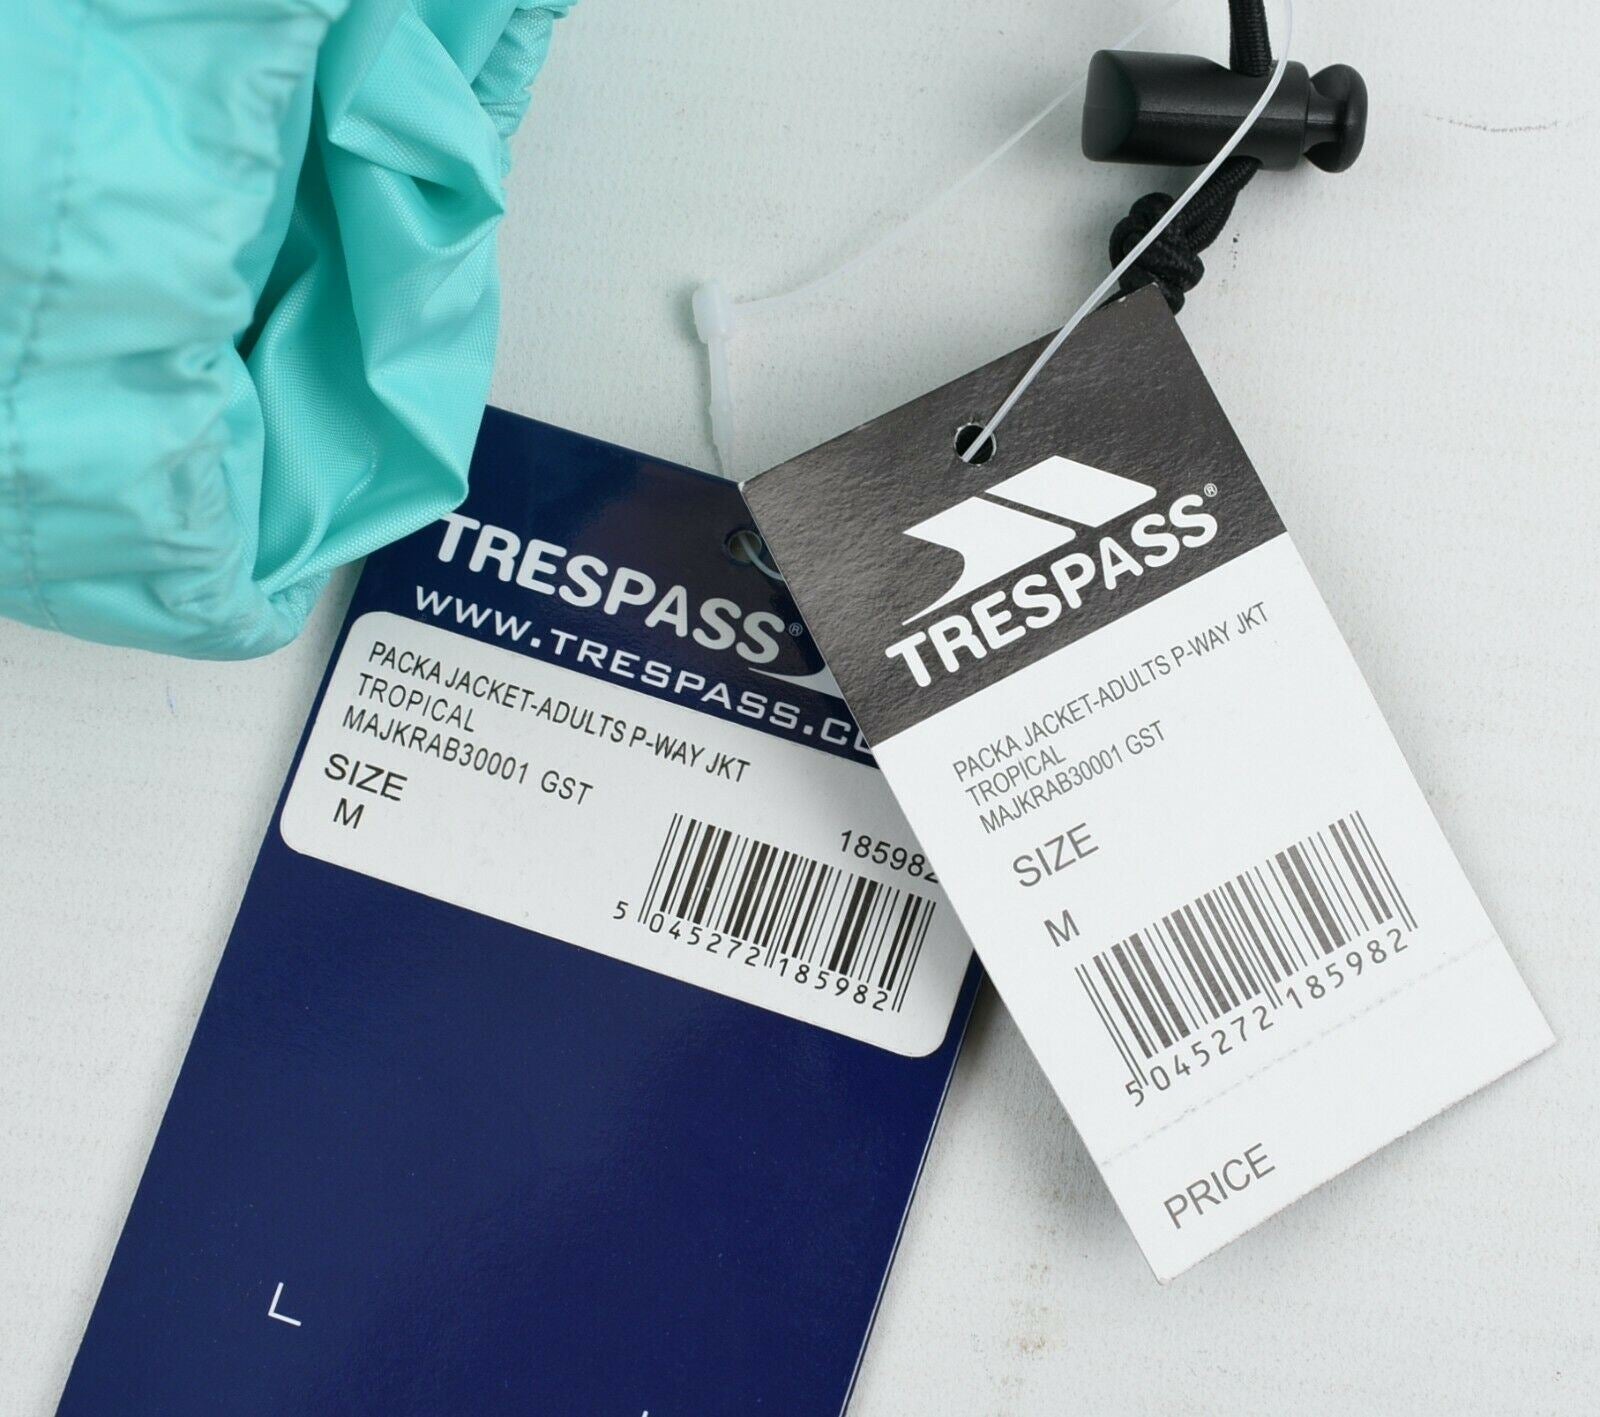 TRESPASS®
WWW.TRESPASS.CO
PACKA JACKET-ADULTS P-WAY JKT
TROPICAL
MAJKRAB30001 GST
SIZE
M
185982
5 045272 185982
L
TRESPASS®
PACKA JACKET-ADULTS P-WAY JKT
TROPICAL
MAJKRAB30001 GST
SIZE
M
5 045272 185982
PRICE